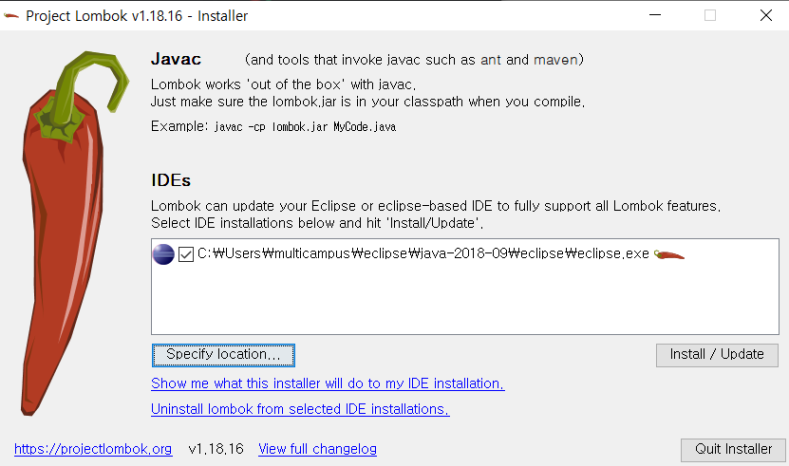 Project Lombok v1.18.16 - Installer
Javac (and tools that invoke javac such as ant and maven)
Lombok works 'out of the box' with javac.
Just make sure the lombok.jar is in your classpath when you compile.
Example: javac -cp lombok.jar MyCode.java
IDEs
Lombok can update your Eclipse or eclipse-based IDE to fully support all Lombok features.
Select IDE installations below and hit 'Install/Update'.
C:₩Users₩multicampus₩eclipse₩java-2018-09₩eclipse₩eclipse.exe
Specify location... Install / Update
Show me what this installer will do to my IDE installation.
Uninstall lombok from selected IDE installations.
https://projectlombok.org v1.18.16 View full changelog Quit Installer